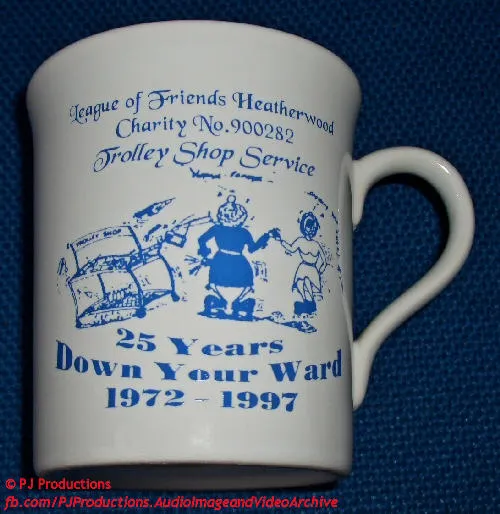 League of Friends Heatherwood
Charity No.900282
Trolley Shop Service
TROLLEY SHOP
25 Years
Down Your Ward
1972 - 1997
© PJ Productions
fb.com/PJProductions.AudioImageandVideoArchive